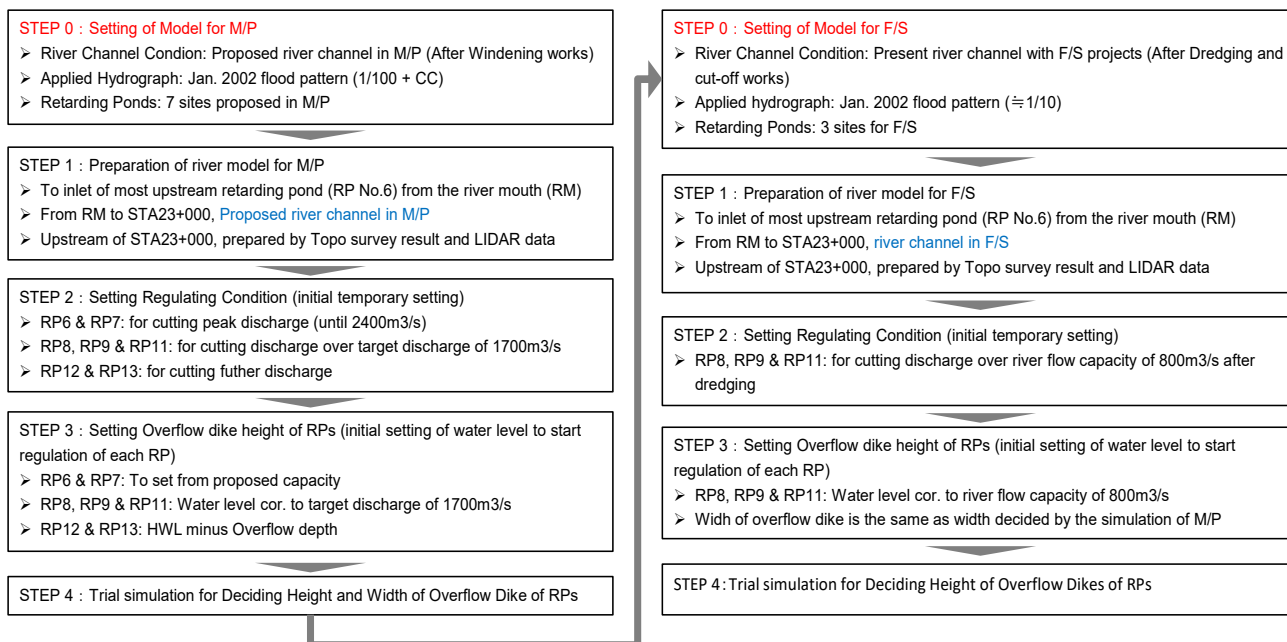 STEP 0：Setting of Model for M/P
➢ River Channel Condion: Proposed river channel in M/P (After Windening works)
➢ Applied Hydrograph: Jan. 2002 flood pattern (1/100 + CC)
➢ Retarding Ponds: 7 sites proposed in M/P
STEP 1：Preparation of river model for M/P
➢ To inlet of most upstream retarding pond (RP No.6) from the river mouth (RM)
➢ From RM to STA23+000, Proposed river channel in M/P
➢ Upstream of STA23+000, prepared by Topo survey result and LIDAR data
STEP 2：Setting Regulating Condition (initial temporary setting)
➢ RP6 & RP7: for cutting peak discharge (until 2400m3/s)
➢ RP8, RP9 & RP11: for cutting discharge over target discharge of 1700m3/s
➢ RP12 & RP13: for cutting futher discharge
STEP 3：Setting Overflow dike height of RPs (initial setting of water level to start
regulation of each RP)
➢ RP6 & RP7: To set from proposed capacity
➢ RP8, RP9 & RP11: Water level cor. to target discharge of 1700m3/s
➢ RP12 & RP13: HWL minus Overflow depth
STEP 4：Trial simulation for Deciding Height and Width of Overflow Dike of RPs
STEP 0：Setting of Model for F/S
➢ River Channel Condition: Present river channel with F/S projects (After Dredging and
cut-off works)
➢ Applied hydrograph: Jan. 2002 flood pattern (≒1/10)
➢ Retarding Ponds: 3 sites for F/S
STEP 1：Preparation of river model for F/S
➢ To inlet of most upstream retarding pond (RP No.6) from the river mouth (RM)
➢ From RM to STA23+000, river channel in F/S
➢ Upstream of STA23+000, prepared by Topo survey result and LIDAR data
STEP 2：Setting Regulating Condition (initial temporary setting)
➢ RP8, RP9 & RP11: for cutting discharge over river flow capacity of 800m3/s after
dredging
STEP 3：Setting Overflow dike height of RPs (initial setting of water level to start
regulation of each RP)
➢ RP8, RP9 & RP11: Water level cor. to river flow capacity of 800m3/s
➢ Widh of overflow dike is the same as width decided by the simulation of M/P
STEP 4：Trial simulation for Deciding Height of Overflow Dikes of RPs